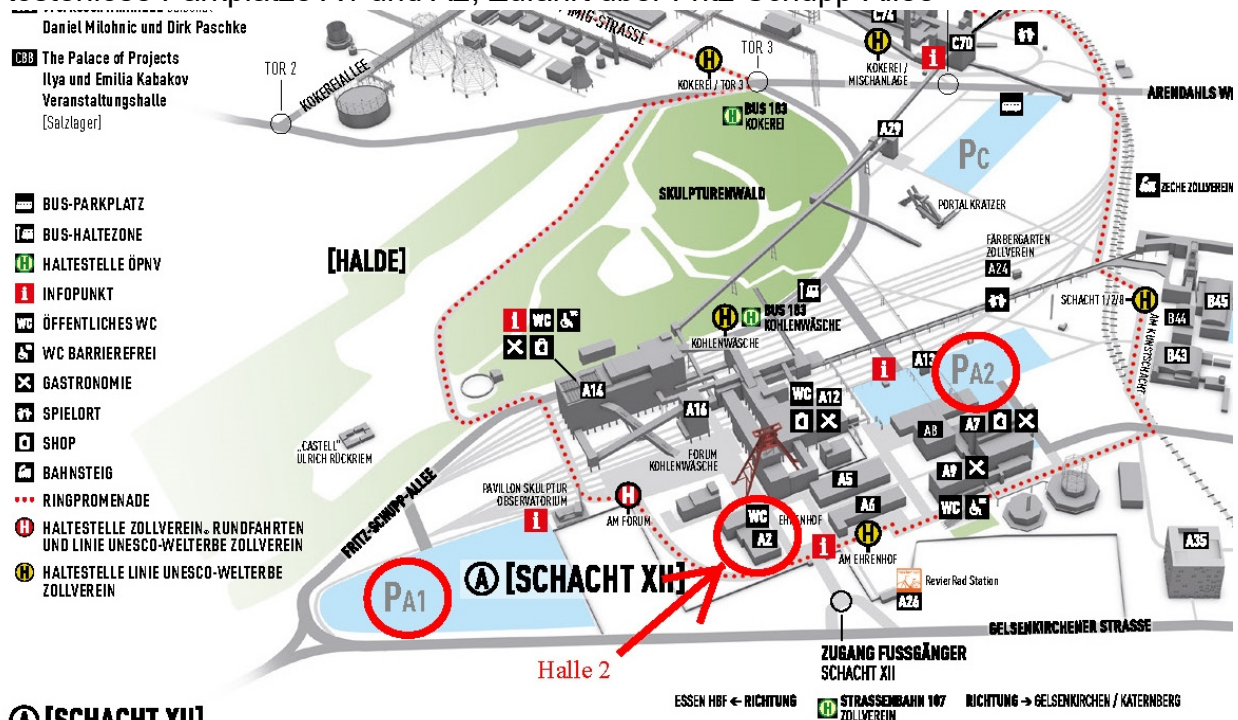 Daniel Milohnic und Dirk Paschke
CBB The Palace of Projects
Ilya und Emilia Kabakov
Veranstaltungshalle
[Salzlager]
BUS-PARKPLATZ
BUS-HALTEZONE
H HALTESTELLE ÖPNV
i INFOPUNKT
WC ÖFFENTLICHES WC
WC BARRIEREFREI
GASTRONOMIE
SPIELORT
SHOP
BAHNSTEIG
RINGPROMENADE
H HALTESTELLE ZOLLVEREIN® RUNDFAHRTEN
UND LINIE UNESCO-WELTERBE ZOLLVEREIN
H HALTESTELLE LINIE UNESCO-WELTERBE
ZOLLVEREIN
TOR 2
KOKEREIALLEE
H
KOKEREI / TOR 3
TOR 3
H BUS 183
KOKEREI
C71
H
KOKEREI /
MISCHANLAGE
i
C70
ARENDAHLS
A29
PC
PORTALKRATZER
ZECHE ZOLLVEREIN
SKULPTURENWALD
[HALDE]
FÄRBERGARTEN
ZOLLVEREIN
A24
SCHACHT 1/2/8
H
AM KUNSTSCHACHT
B45
B44
B43
H
KOHLENWÄSCHE
H BUS 183
KOHLENWÄSCHE
i WC
A14
A16
WC A12
i
A13
PA2
A8
A7
A9
WC
A5
A6
„CASTELL“
ULRICH RÜCKRIEM
FORUM
KOHLENWÄSCHE
FRITZ-SCHUPP-ALLEE
PAVILLON SKULPTUR
OBSERVATORIUM
i
H
AM FORUM
WC
A2
EHRENHOF
i
H
AM EHRENHOF
A35
RevierRad Station
A26
PA1
A [SCHACHT XII]
Halle 2
GELSENKIRCHENER STRASSE
ZUGANG FUSSGÄNGER
SCHACHT XII
ESSEN HBF ← RICHTUNG
H STRASSENBAHN 107
ZOLLVEREIN
RICHTUNG → GELSENKIRCHEN / KATERNBERG
A [SCHACHT XII]